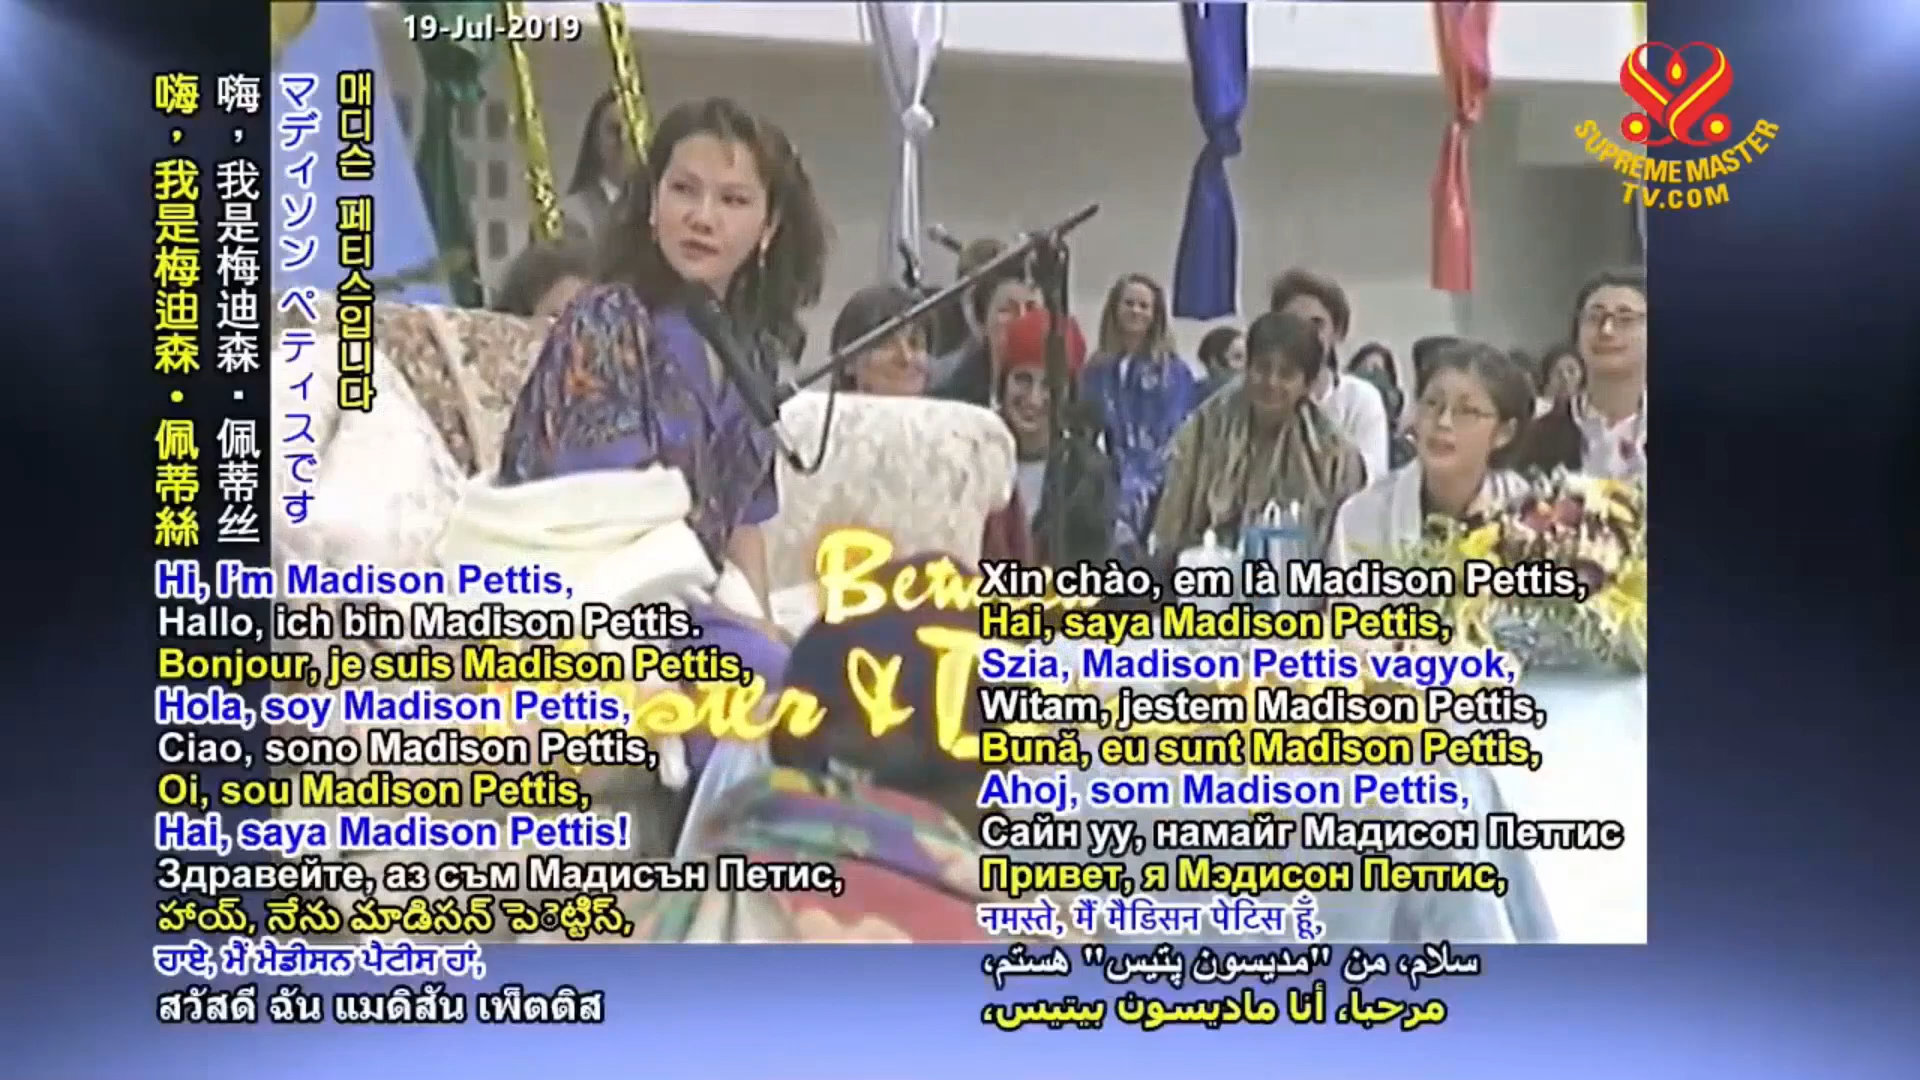 19-Jul-2019
SUPREME MASTER
TV.COM
嗨，我是梅迪森·佩蒂絲
嗨，我是梅迪森·佩蒂丝
マディソン ペティスです
매디슨 페티스입니다
Hi, I'm Madison Pettis,
Hallo, ich bin Madison Pettis.
Bonjour, je suis Madison Pettis,
Hola, soy Madison Pettis,
Ciao, sono Madison Pettis,
Oi, sou Madison Pettis,
Hai, saya Madison Pettis!
Здравейте, аз съм Мадисън Петис,
హాయ్, నేను మాడిసన్ పెెట్టిస్,
ਹਾਏ, ਮੈਂ ਮੈਡੀਸਨ ਪੈਟੀਸ ਹਾਂ,
สวัสดี ฉัน แมดิสัน เพ็ตติส
Xin chào, em là Madison Pettis,
Hai, saya Madison Pettis,
Szia, Madison Pettis vagyok,
Witam, jestem Madison Pettis,
Bună, eu sunt Madison Pettis,
Ahoj, som Madison Pettis,
Сайн уу, намайг Мадисон Петтис
Привет, я Мэдисон Петтис,
नमस्ते, मैं मैडिसन पेटिस हूँ,
سلام، من "مدیسون پتیس" هستم،
مرحبا، أنا ماديسون بيتيس،